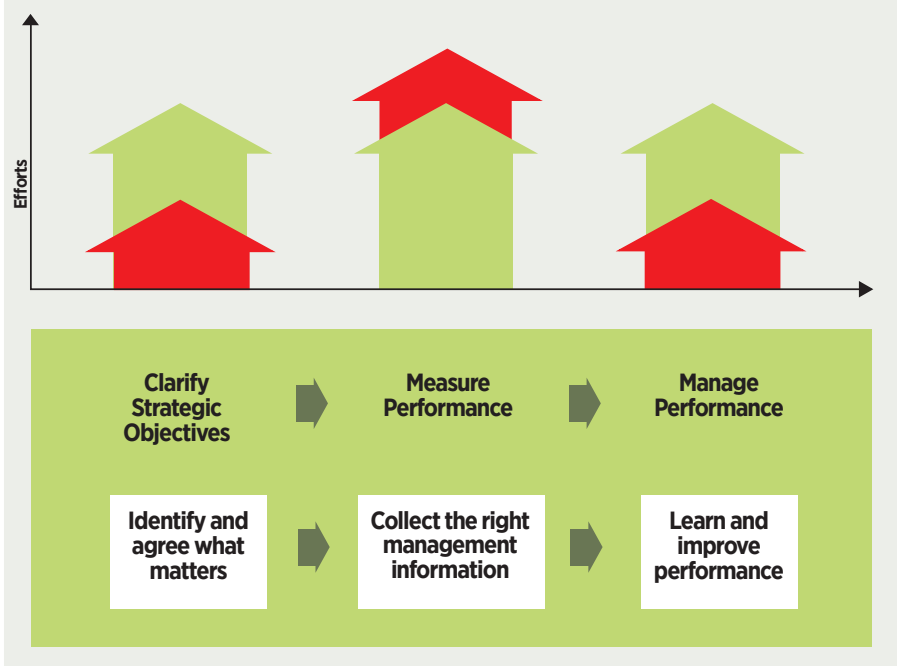 Efforts
Clarify
Strategic
Objectives
Measure
Performance
Manage
Performance
Identify and
agree what
matters
Collect the right
management
information
Learn and
improve
performance